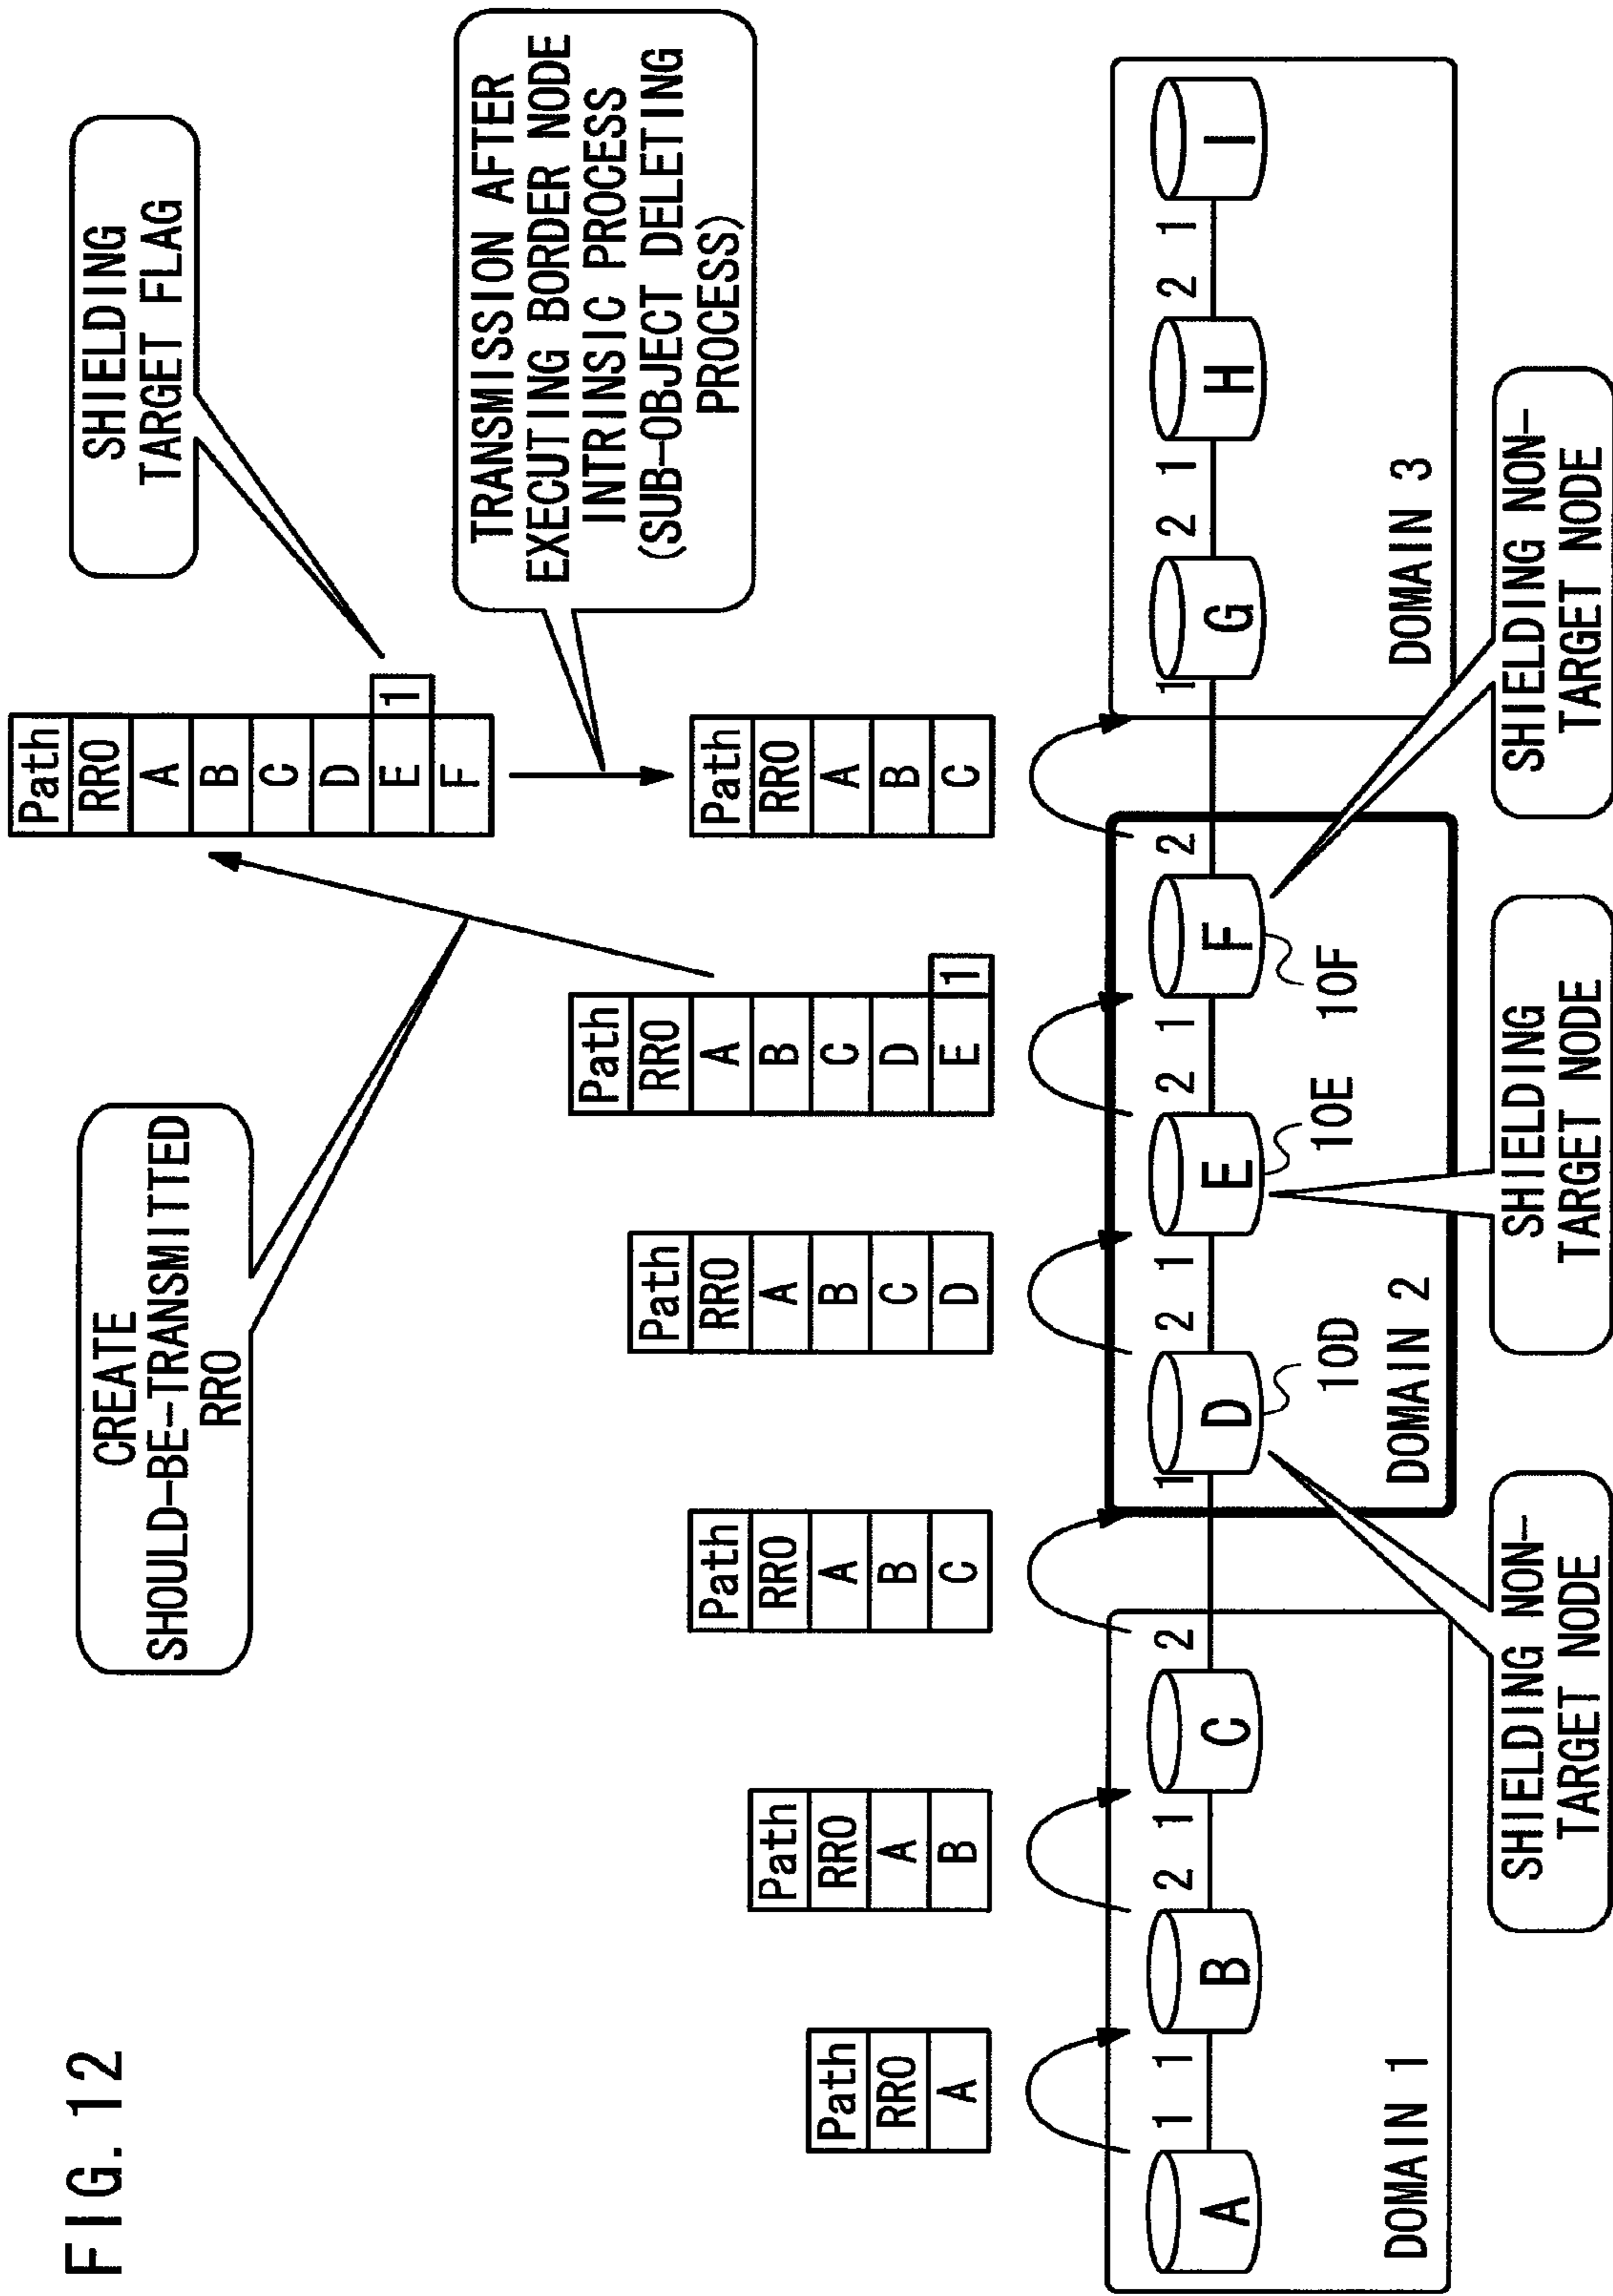 FIG. 12
CREATE
SHOULD-BE-TRANSMITTED
RRO
SHIELDING
TARGET FLAG
TRANSMISSION AFTER
EXECUTING BORDER NODE
INTRINSIC PROCESS
(SUB-OBJECT DELETING
PROCESS)
Path
RRO
A
B
C
D
E 1
F
Path
RRO
A
Path
RRO
A
B
Path
RRO
A
B
C
Path
RRO
A
B
C
D
Path
RRO
A
B
C
D
E 1
Path
RRO
A
B
C
A 1 1 B 2 1 C 2 1 D 2 1 E 2 1 F 2 1 G 2 1 H 2 1 I
10D
10E
10F
DOMAIN 1
DOMAIN 2
DOMAIN 3
SHIELDING NON-
TARGET NODE
SHIELDING
TARGET NODE
SHIELDING NON-
TARGET NODE